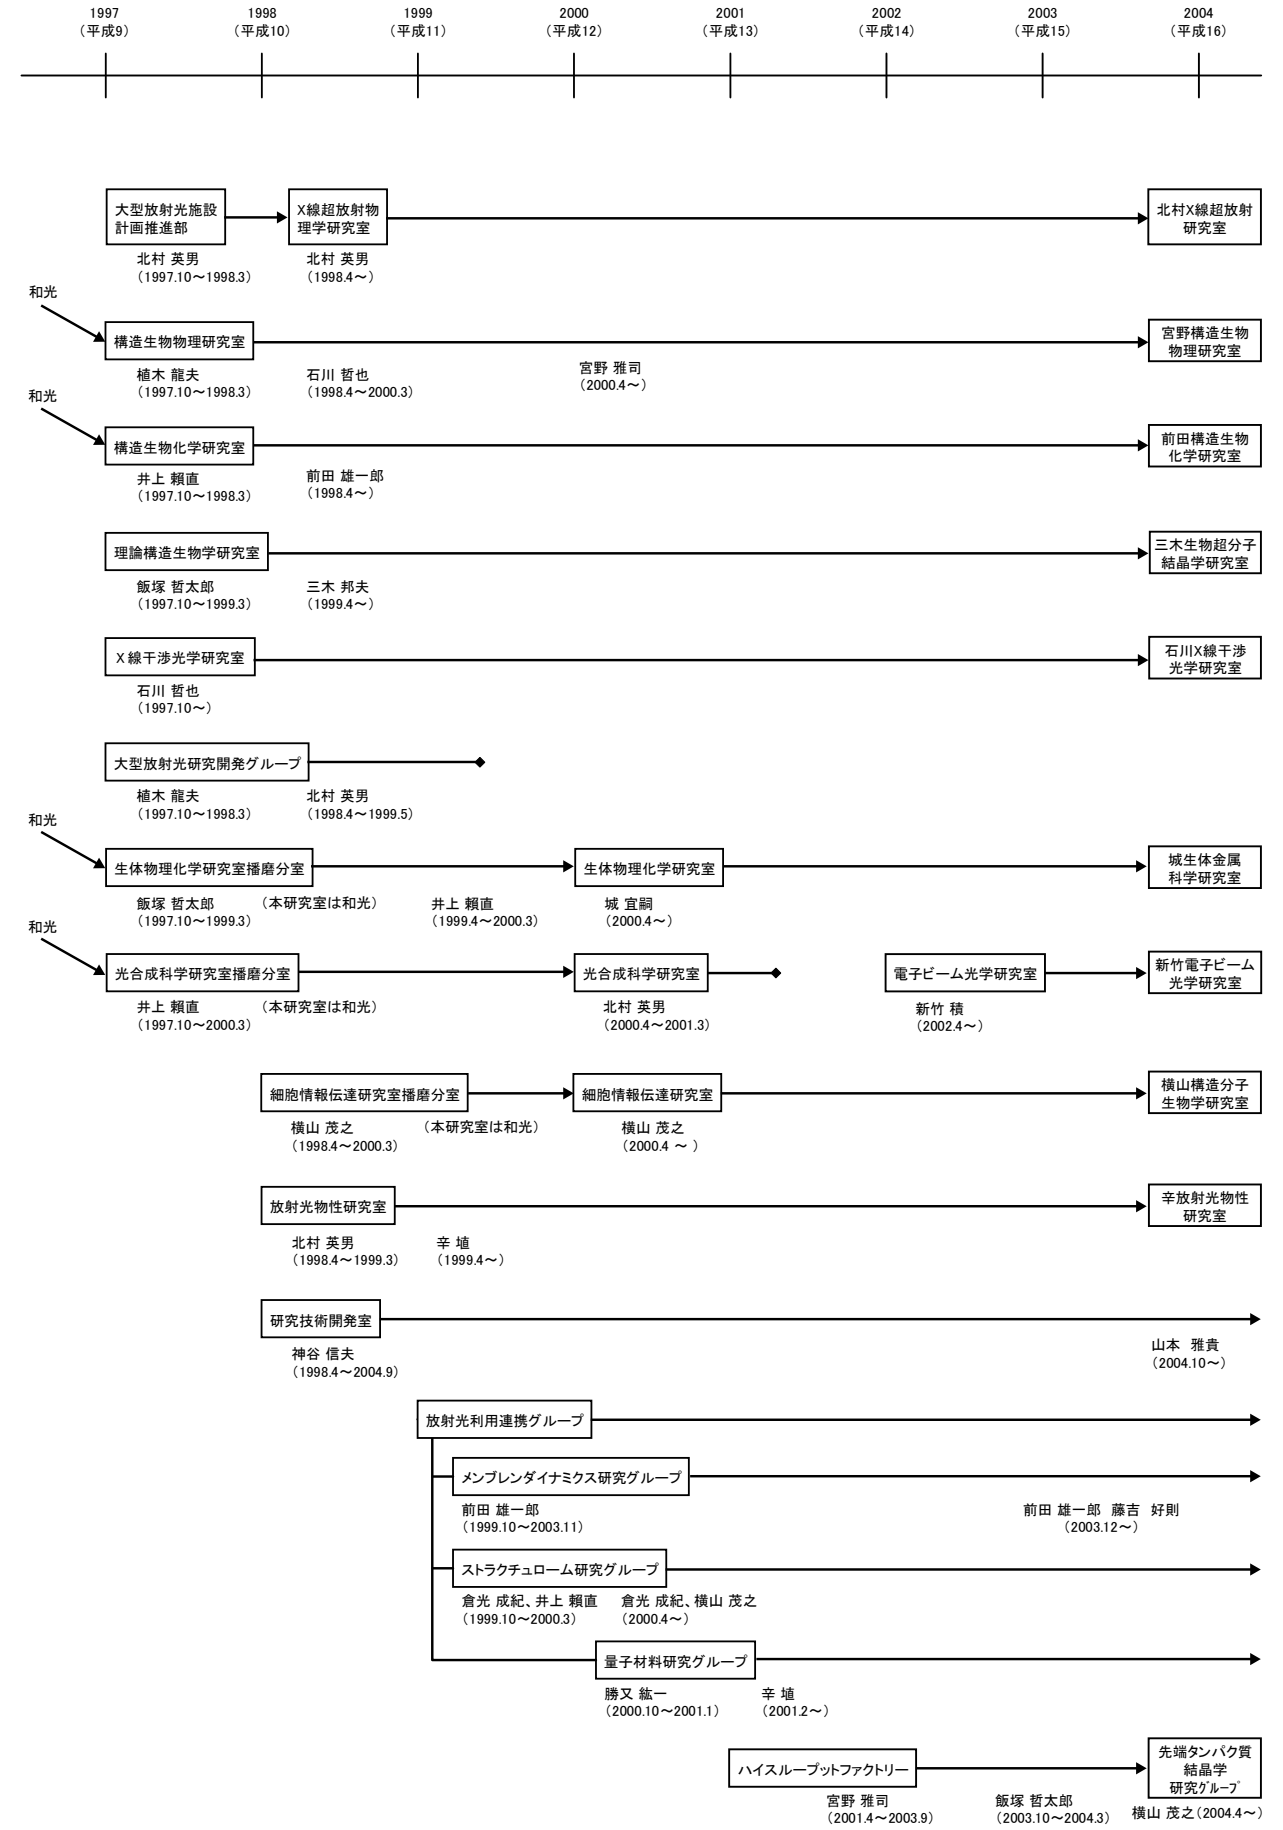 1997
（平成9）
1998
（平成10）
1999
（平成11）
2000
（平成12）
2001
（平成13）
2002
（平成14）
2003
（平成15）
2004
（平成16）
大型放射光施設
計画推進部
X線超放射物
理学研究室
北村X線超放射
研究室
北村 英男
（1997.10～1998.3）
北村 英男
（1998.4～）
和光
構造生物物理研究室
宮野構造生物
物理研究室
植木 龍夫
（1997.10～1998.3）
石川 哲也
（1998.4～2000.3）
宮野 雅司
（2000.4～）
和光
構造生物化学研究室
前田構造生物
化学研究室
井上 頼直
（1997.10～1998.3）
前田 雄一郎
（1998.4～）
理論構造生物学研究室
三木生物超分子
結晶学研究室
飯塚 哲太郎
（1997.10～1999.3）
三木 邦夫
（1999.4～）
X線干渉光学研究室
石川X線干渉
光学研究室
石川 哲也
（1997.10～）
大型放射光研究開発グループ
植木 龍夫
（1997.10～1998.3）
北村 英男
（1998.4～1999.5）
和光
生体物理化学研究室播磨分室
生体物理化学研究室
城生体金属
科学研究室
飯塚 哲太郎
（1997.10～1999.3）
（本研究室は和光）
井上 頼直
（1999.4～2000.3）
城 宜嗣
（2000.4～）
和光
光合成科学研究室播磨分室
光合成科学研究室
電子ビーム光学研究室
新竹電子ビーム
光学研究室
井上 頼直
（1997.10～2000.3）
（本研究室は和光）
北村 英男
（2000.4～2001.3）
新竹 積
（2002.4～）
細胞情報伝達研究室播磨分室
細胞情報伝達研究室
横山構造分子
生物学研究室
横山 茂之
（1998.4～2000.3）
（本研究室は和光）
横山 茂之
（2000.4 ～ ）
放射光物性研究室
辛放射光物性
研究室
北村 英男
（1998.4～1999.3）
辛 埴
（1999.4～）
研究技術開発室
神谷 信夫
（1998.4～2004.9）
山本 雅貴
（2004.10～）
放射光利用連携グループ
メンブレンダイナミクス研究グループ
前田 雄一郎
（1999.10～2003.11）
前田 雄一郎 藤吉 好則
（2003.12～）
ストラクチュローム研究グループ
倉光 成紀、井上 頼直
（1999.10～2000.3）
倉光 成紀、横山 茂之
（2000.4～）
量子材料研究グループ
勝又 紘一
（2000.10～2001.1）
辛 埴
（2001.2～）
ハイスループットファクトリー
先端タンパク質
結晶学
研究グループ
宮野 雅司
（2001.4～2003.9）
飯塚 哲太郎
（2003.10～2004.3）
横山 茂之（2004.4～）